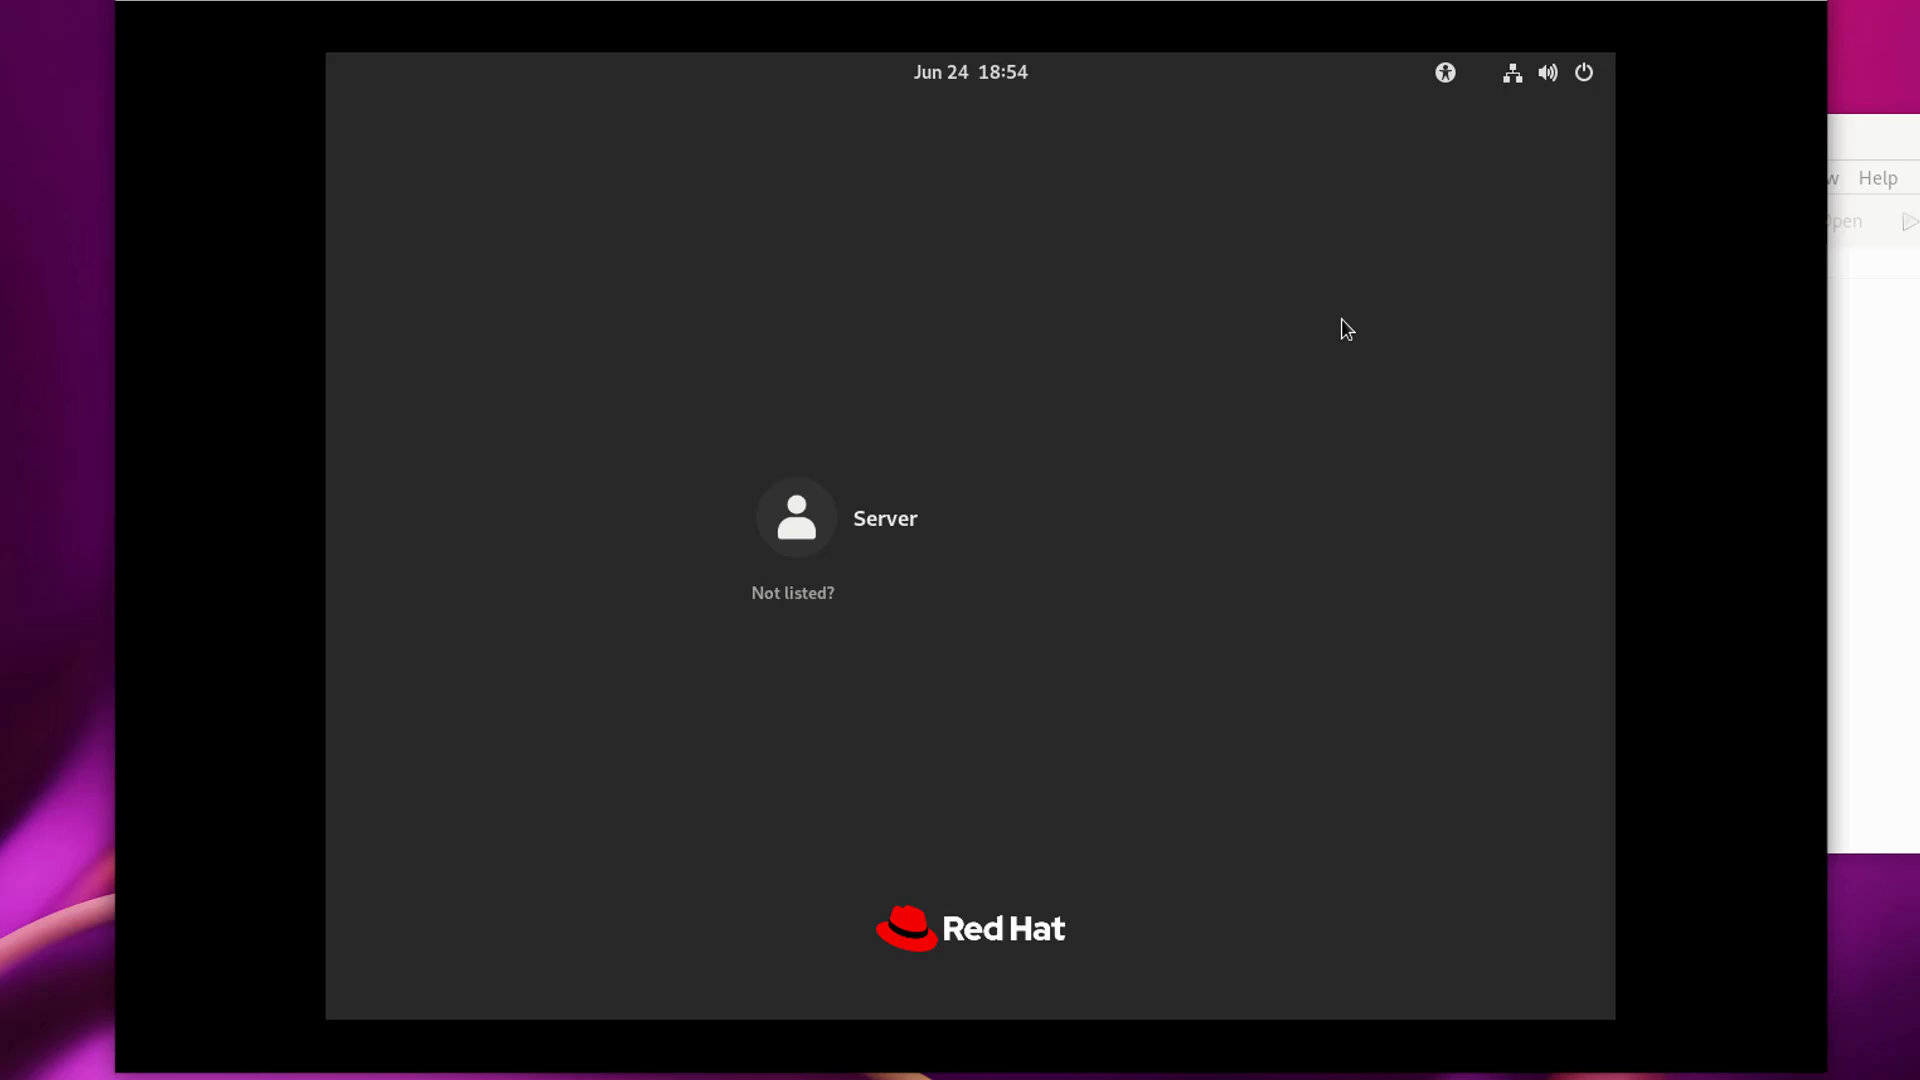 Jun 24 18:54
Help
Server
Not listed?
Red Hat